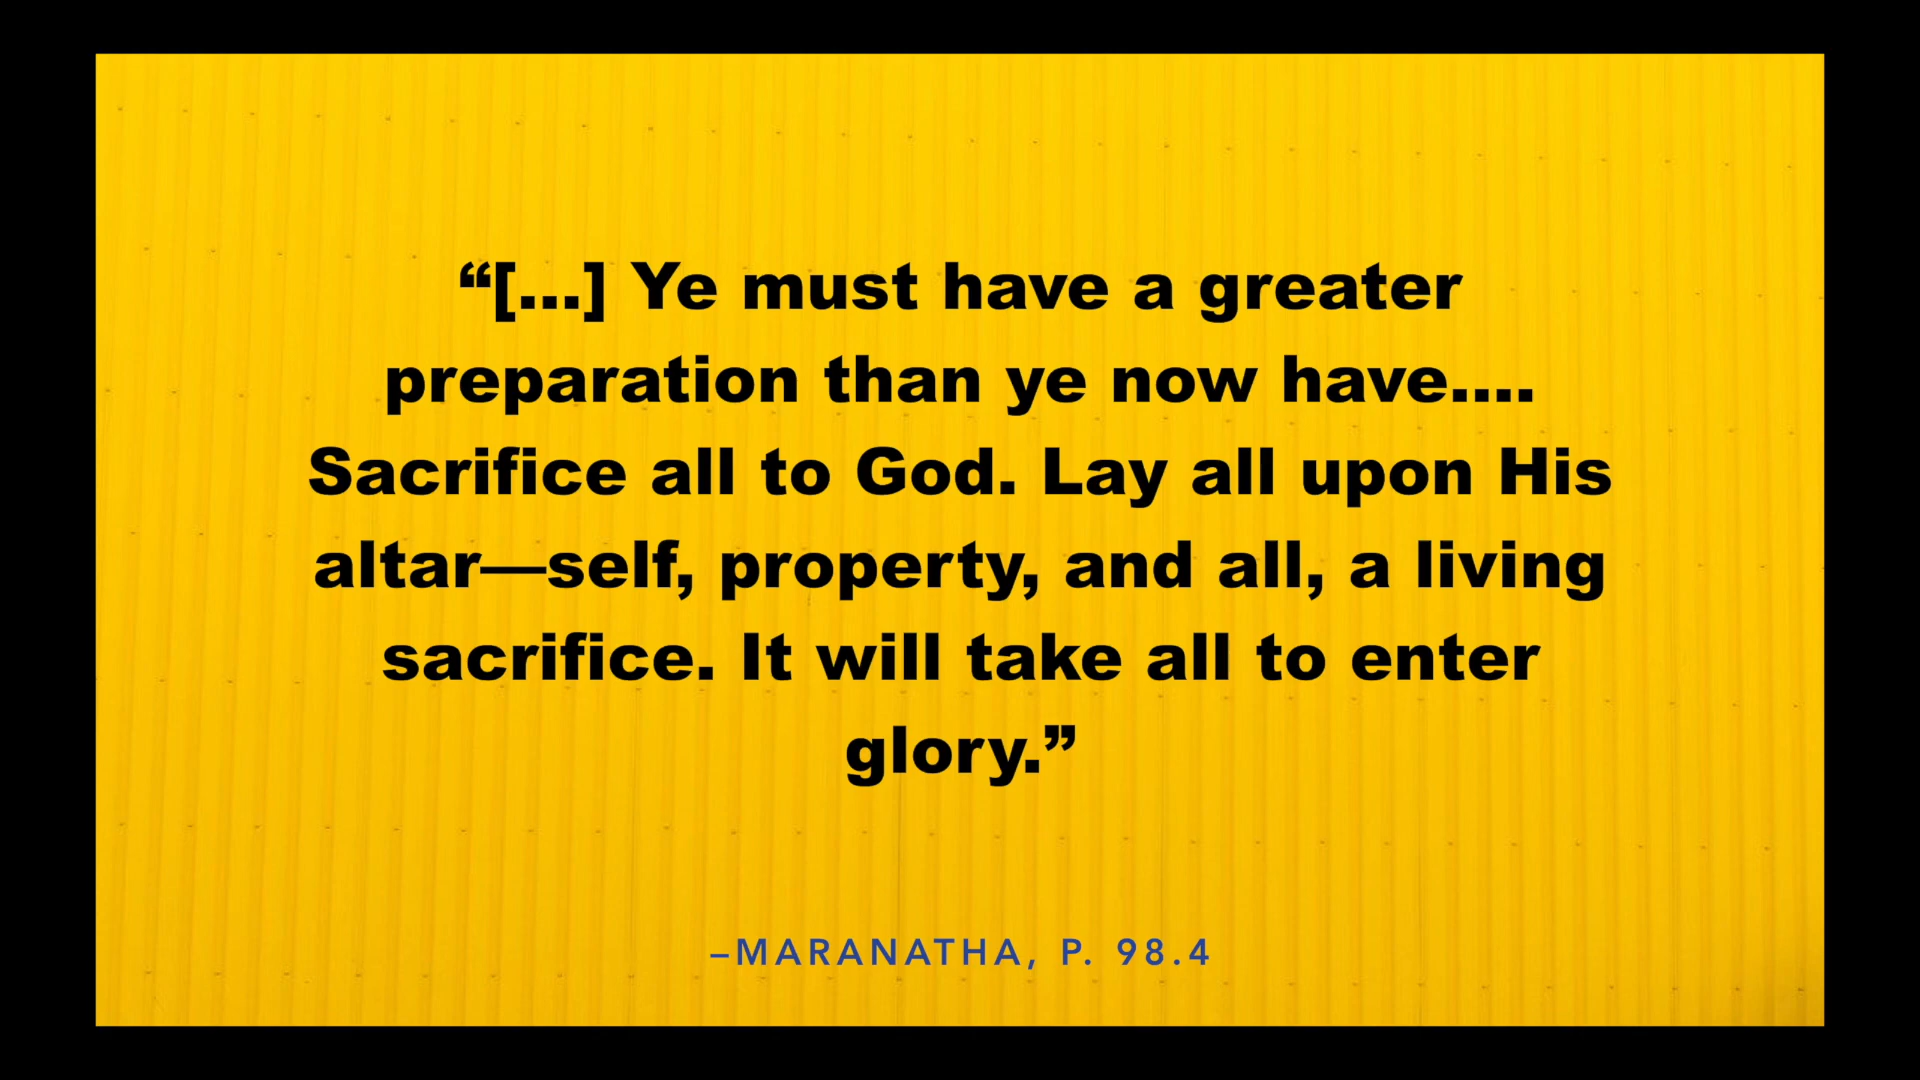 “[...] Ye must have a greater
preparation than ye now have....
Sacrifice all to God. Lay all upon His
altar—self, property, and all, a living
sacrifice. It will take all to enter
glory.”
–MARANATHA, P. 98.4